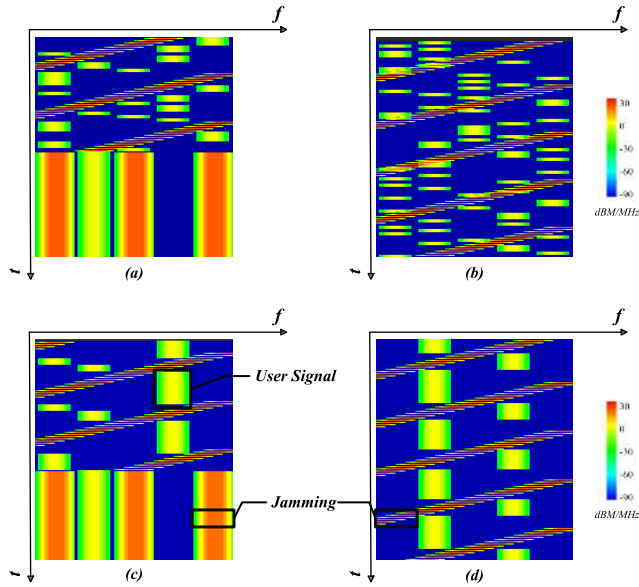 f
f
30
0
-30
-60
-90
dBM/MHz
t
(a)
t
(b)
f
f
User Signal
30
0
-30
-60
-90
dBM/MHz
Jamming
t
(c)
t
(d)